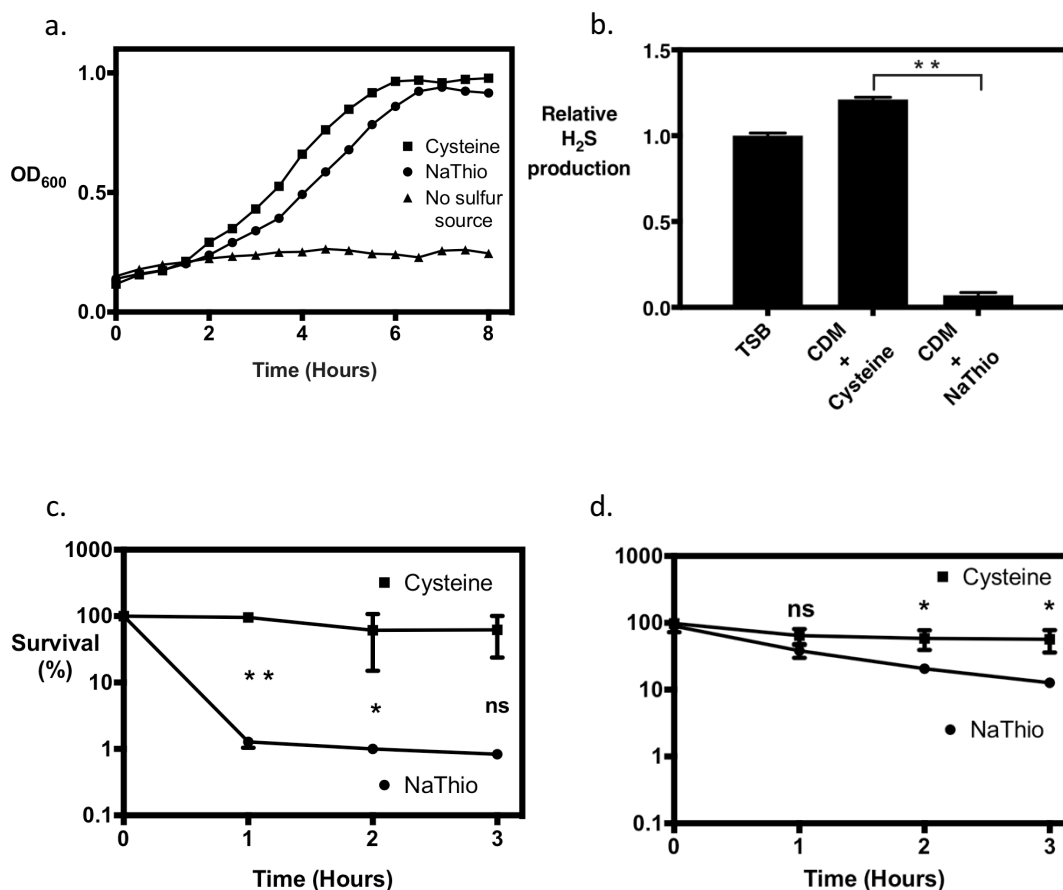 a.
1.0
0.5
0.0
OD600
Cysteine
NaThio
No sulfur
source
0 2 4 6 8
Time (Hours)
b.
1.5
1.0
0.5
0.0
Relative
H2S
production
* *
TSB
CDM
+
Cysteine
CDM
+
NaThio
c.
1000
100
10
1
0.1
Survival
(%)
Cysteine
* *
*
ns
NaThio
0 1 2 3
Time (Hours)
d.
1000
100
10
1
0.1
Cysteine
ns
*
*
NaThio
0 1 2 3
Time (Hours)